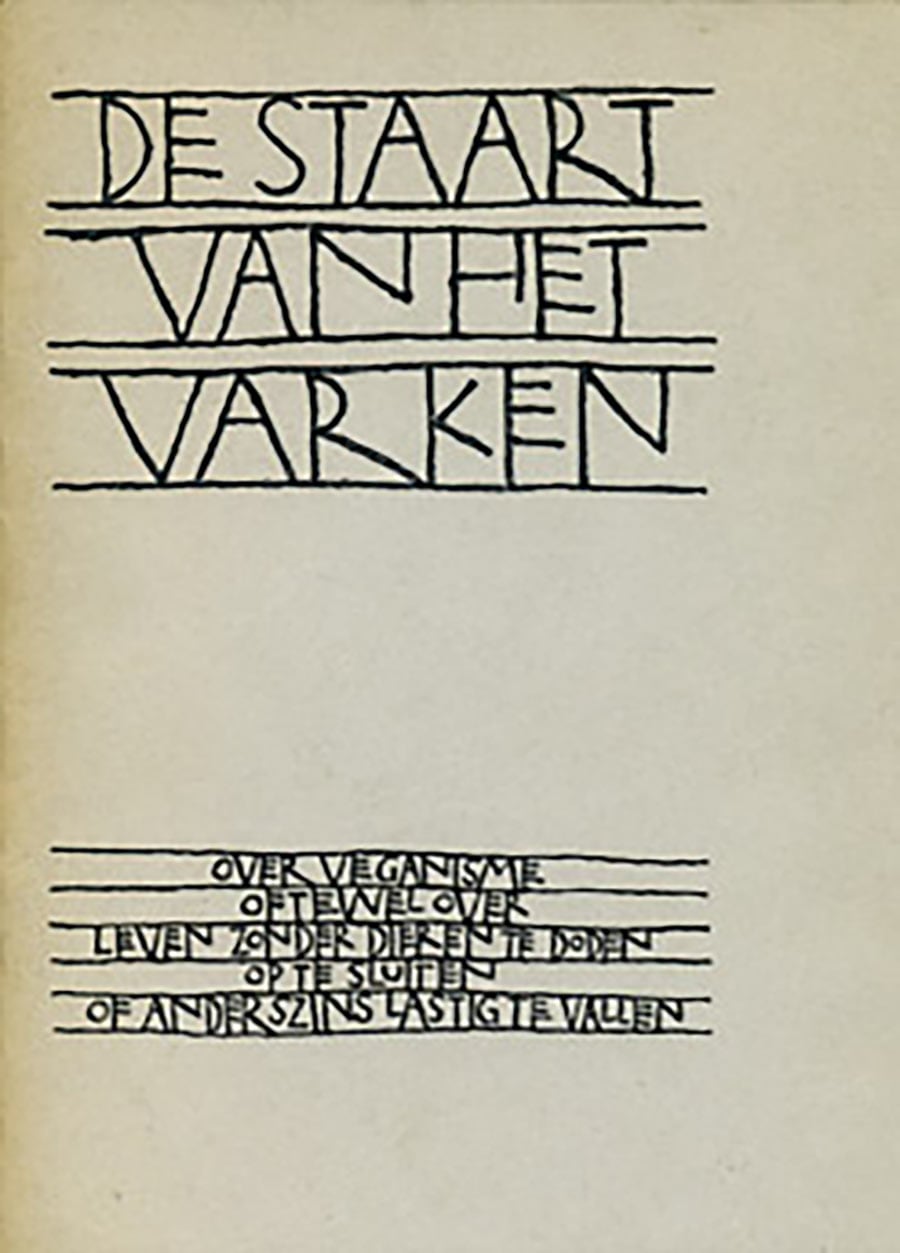 DE STAART
VAN HET
VARKEN
OVER VEGANISME
OFTEWEL OVER
LEVEN ZONDER DIEREN TE DODEN
OP TE SLUITEN
OF ANDERSZINS LASTIG TE VALLEN